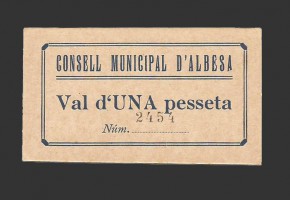 CONSELL MUNICIPAL D'ALBESA
Val d'UNA pesseta
2454
Núm.